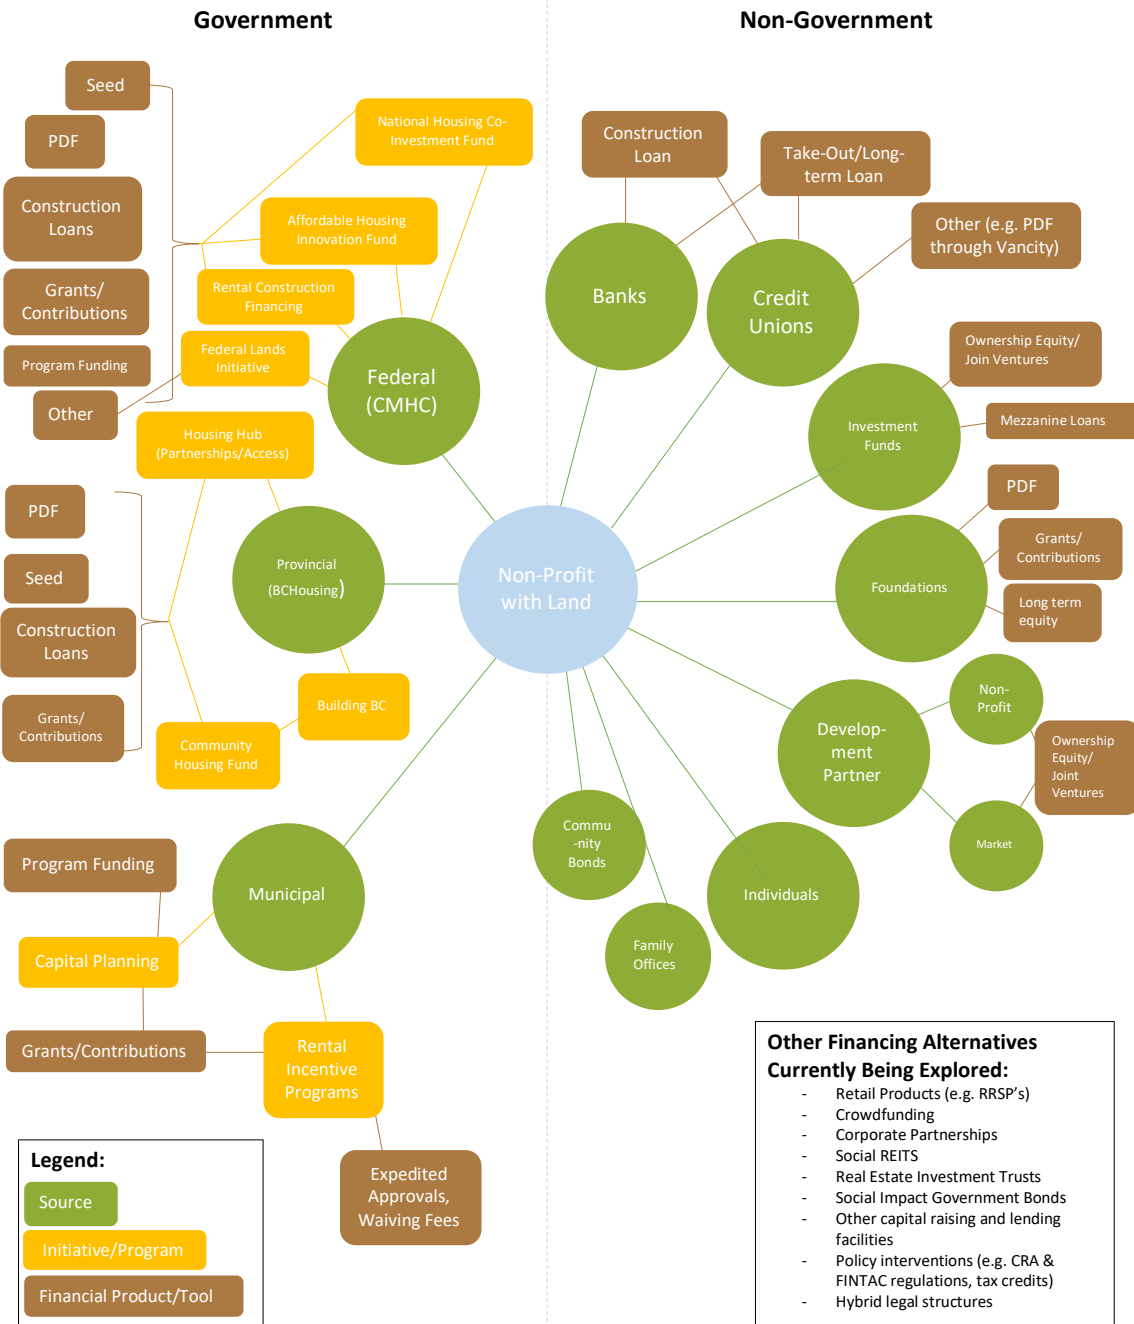 Government
Non-Government
Seed
PDF
Construction
Loans
Grants/
Contributions
Program Funding
Other
National Housing Co-
Investment Fund
Affordable Housing
Innovation Fund
Rental Construction
Financing
Federal Lands
Initiative
Federal
(CMHC)
Housing Hub
(Partnerships/Access)
PDF
Seed
Construction
Loans
Grants/
Contributions
Provincial
(BCHousing)
Building BC
Community
Housing Fund
Program Funding
Capital Planning
Grants/Contributions
Municipal
Rental
Incentive
Programs
Expedited
Approvals,
Waiving Fees
Non-Profit
with Land
Construction
Loan
Take-Out/Long-
term Loan
Other (e.g. PDF
through Vancity)
Banks
Credit
Unions
Ownership Equity/
Join Ventures
Mezzanine Loans
Investment
Funds
PDF
Grants/
Contributions
Long term
equity
Foundations
Non-
Profit
Ownership
Equity/
Joint
Ventures
Develop-
ment
Partner
Market
Commu
-nity
Bonds
Individuals
Family
Offices
Legend:
Source
Initiative/Program
Financial Product/Tool
Other Financing Alternatives
Currently Being Explored:
- Retail Products (e.g. RRSP's)
- Crowdfunding
- Corporate Partnerships
- Social REITS
- Real Estate Investment Trusts
- Social Impact Government Bonds
- Other capital raising and lending
facilities
- Policy interventions (e.g. CRA &
FINTAC regulations, tax credits)
- Hybrid legal structures